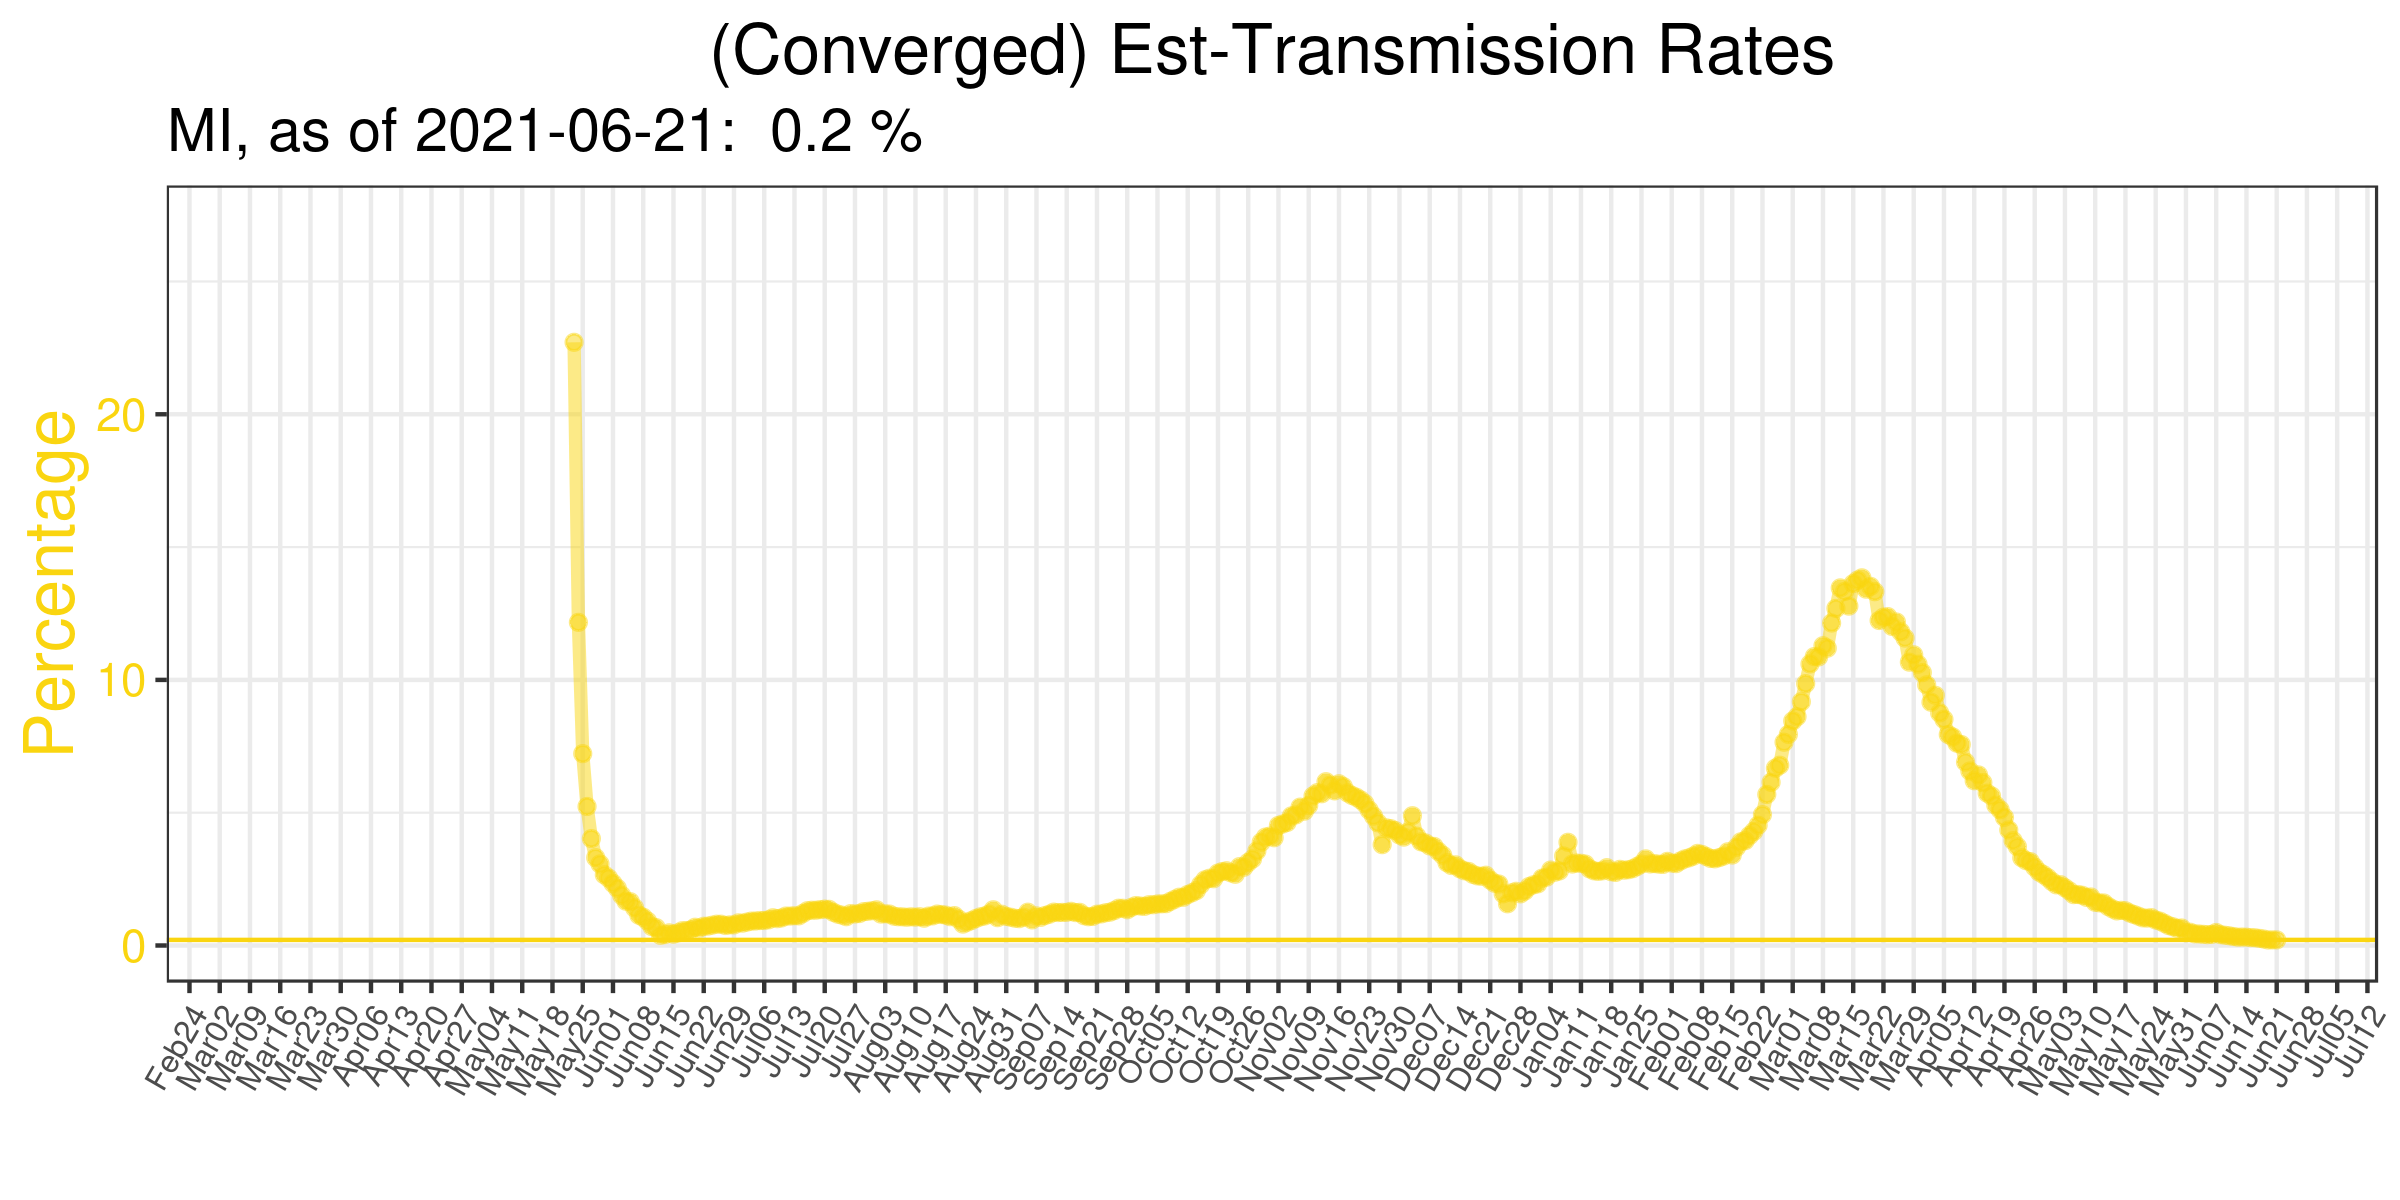 (Converged) Est-Transmission Rates
MI, as of 2021-06-21: 0.2 %
Percentage
20
10
0
Feb24
Mar02
Mar09
Mar16
Mar23
Mar30
Apr06
Apr13
Apr20
Apr27
May04
May11
May18
May25
Jun01
Jun08
Jun15
Jun22
Jun29
Jul06
Jul13
Jul20
Jul27
Aug03
Aug10
Aug17
Aug24
Aug31
Sep07
Sep14
Sep21
Sep28
Oct05
Oct12
Oct19
Oct26
Nov02
Nov09
Nov16
Nov23
Nov30
Dec07
Dec14
Dec21
Dec28
Jan04
Jan11
Jan18
Jan25
Feb01
Feb08
Feb15
Feb22
Mar01
Mar08
Mar15
Mar22
Mar29
Apr05
Apr12
Apr19
Apr26
May03
May10
May17
May24
May31
Jun07
Jun14
Jun21
Jun28
Jul05
Jul12